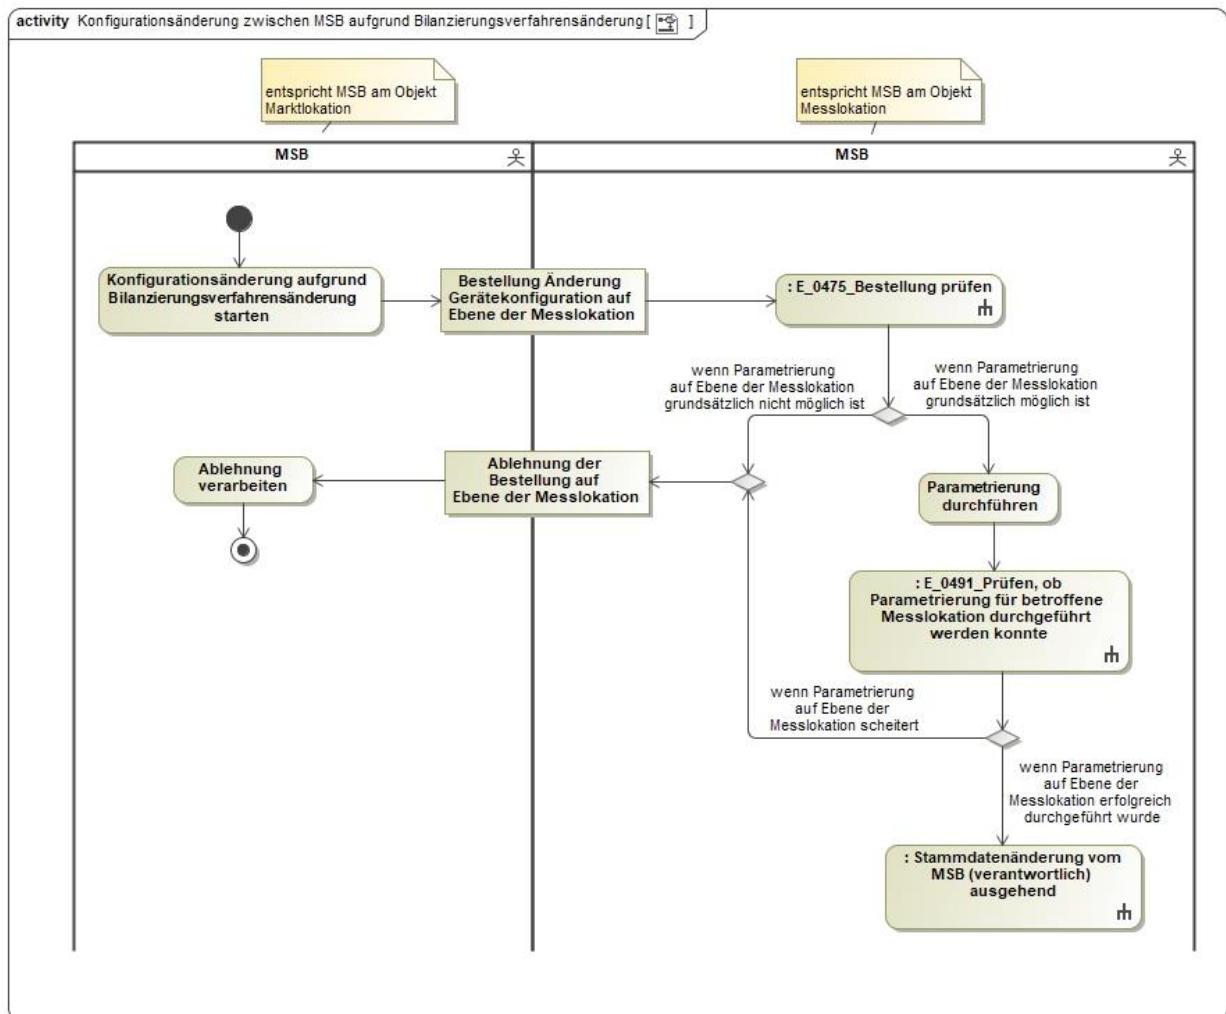 activity Konfigurationsänderung zwischen MSB aufgrund Bilanzierungsverfahrensänderung [ ]
entspricht MSB am Objekt
Marktlokation
entspricht MSB am Objekt
Messlokation
MSB
MSB
Konfigurationsänderung aufgrund
Bilanzierungsverfahrensänderung
starten
Bestellung Änderung
Gerätekonfiguration auf
Ebene der Messlokation
: E_0475_Bestellung prüfen
wenn Parametrierung
auf Ebene der Messlokation
grundsätzlich nicht möglich ist
wenn Parametrierung
auf Ebene der Messlokation
grundsätzlich möglich ist
Ablehnung
verarbeiten
Ablehnung der
Bestellung auf
Ebene der Messlokation
Parametrierung
durchführen
: E_0491_Prüfen, ob
Parametrierung für betroffene
Messlokation durchgeführt
werden konnte
wenn Parametrierung
auf Ebene der
Messlokation scheitert
wenn Parametrierung
auf Ebene der
Messlokation erfolgreich
durchgeführt wurde
: Stammdatenänderung vom
MSB (verantwortlich)
ausgehend